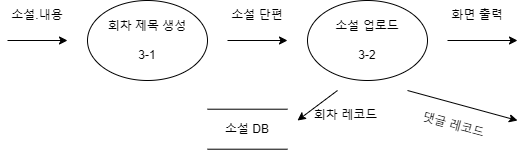 소설.내용
회차 제목 생성
3-1
소설 단편
소설 업로드
3-2
화면 출력
회차 레코드
댓글 레코드
소설 DB